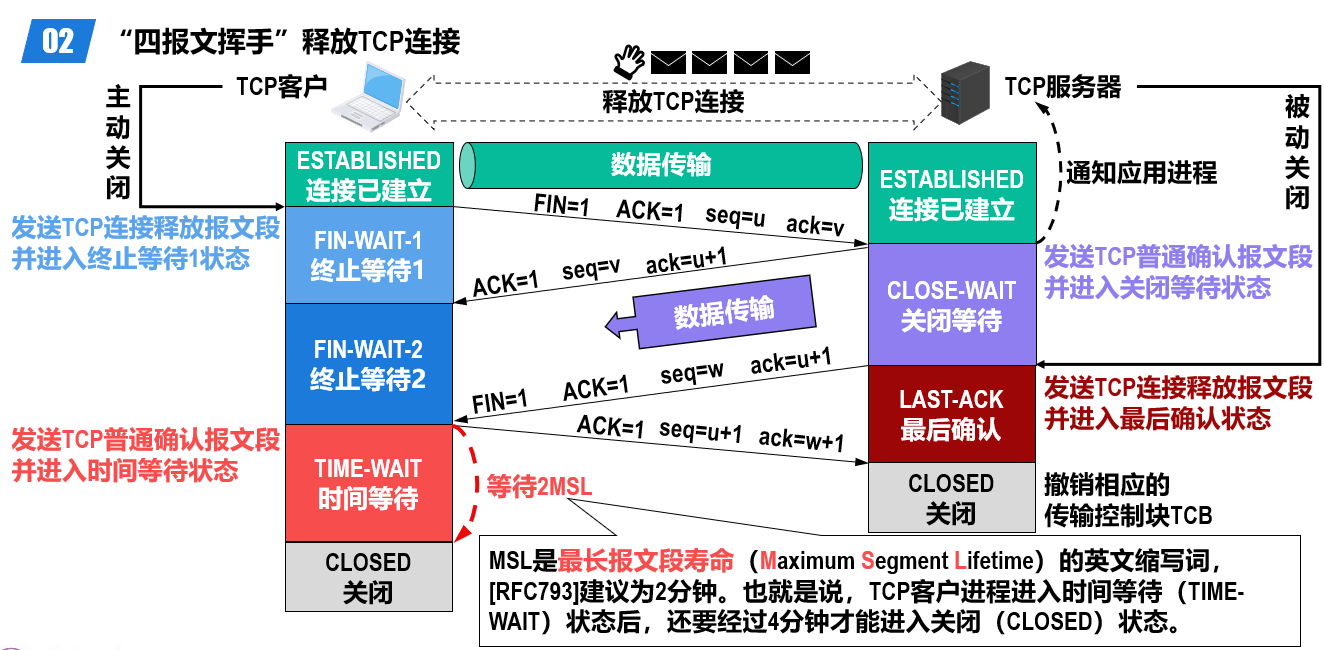 02 “四报文挥手”释放TCP连接
TCP客户
释放TCP连接
TCP服务器
主动关闭
被动关闭
通知应用进程
ESTABLISHED
连接已建立
数据传输
ESTABLISHED
连接已建立
FIN=1 ACK=1 seq=u ack=v
发送TCP连接释放报文段
并进入终止等待1状态
FIN-WAIT-1
终止等待1
ACK=1 seq=v ack=u+1
CLOSE-WAIT
关闭等待
发送TCP普通确认报文段
并进入关闭等待状态
数据传输
FIN-WAIT-2
终止等待2
FIN=1 ACK=1 seq=w ack=u+1
LAST-ACK
最后确认
发送TCP连接释放报文段
并进入最后确认状态
ACK=1 seq=u+1 ack=w+1
发送TCP普通确认报文段
并进入时间等待状态
TIME-WAIT
时间等待
等待2MSL
CLOSED
关闭
撤销相应的
传输控制块TCB
CLOSED
关闭
MSL是最长报文段寿命（Maximum Segment Lifetime）的英文缩写词，
[RFC793]建议为2分钟。也就是说，TCP客户进程进入时间等待（TIME-
WAIT）状态后，还要经过4分钟才能进入关闭（CLOSED）状态。